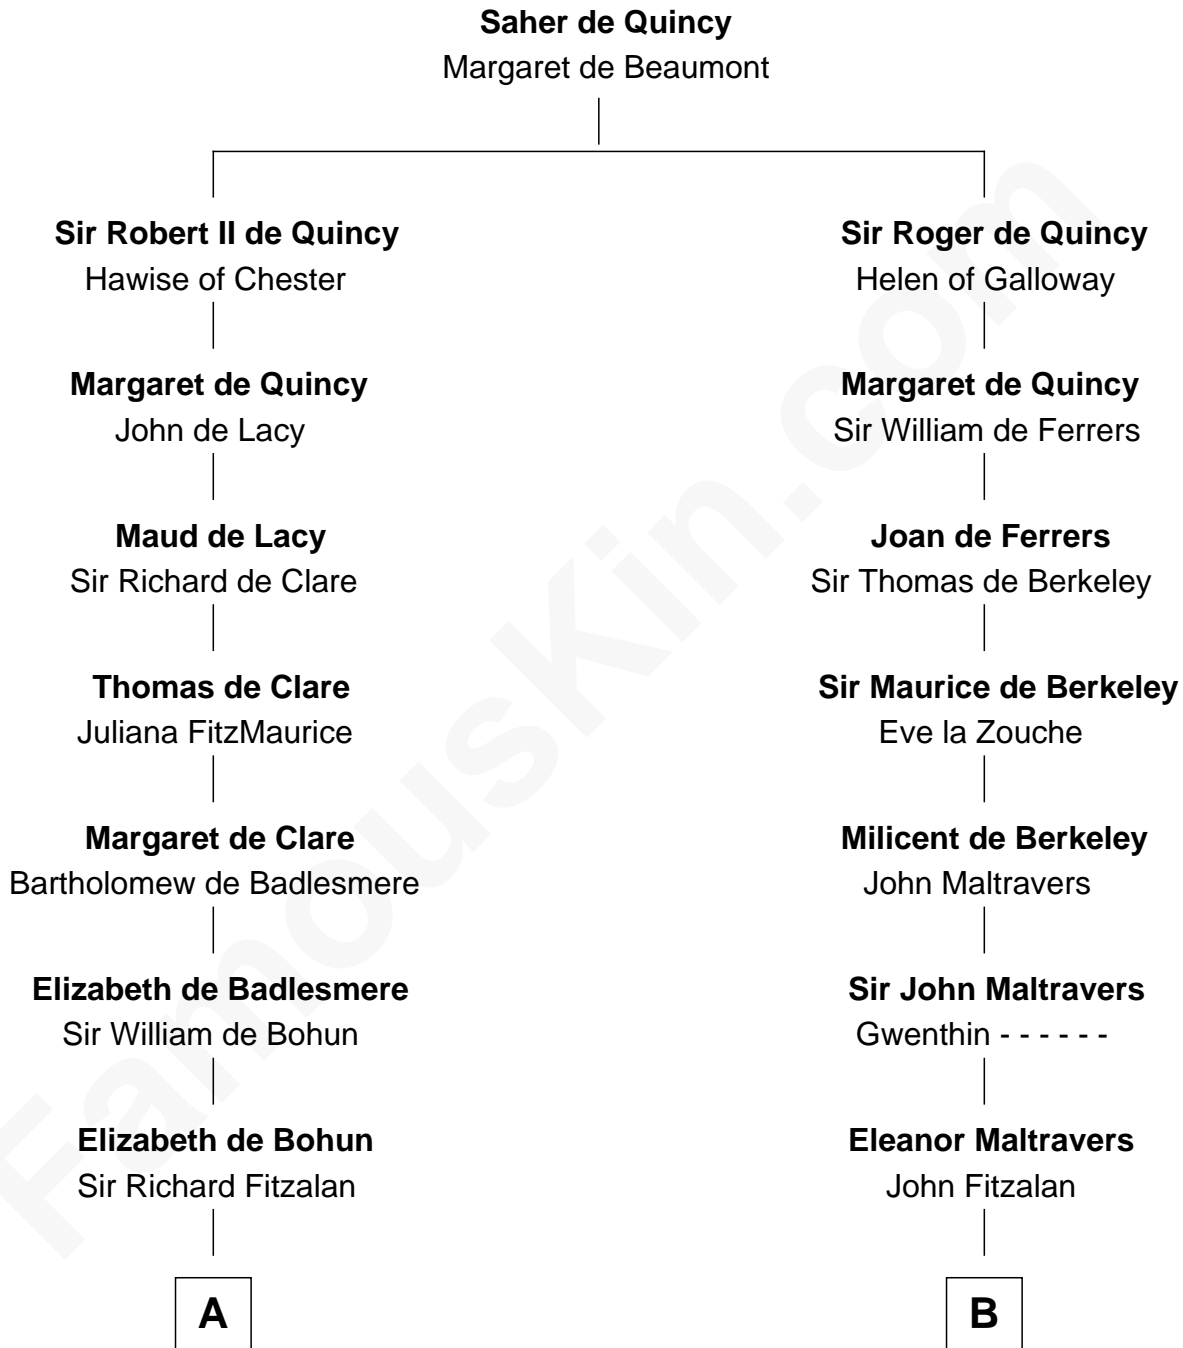 Saher de Quincy
Margaret de Beaumont
Sir Robert II de Quincy
Hawise of Chester
Sir Roger de Quincy
Helen of Galloway
Margaret de Quincy
John de Lacy
Margaret de Quincy
Sir William de Ferrers
Maud de Lacy
Sir Richard de Clare
Joan de Ferrers
Sir Thomas de Berkeley
Thomas de Clare
Juliana FitzMaurice
Sir Maurice de Berkeley
Eve la Zouche
Margaret de Clare
Bartholomew de Badlesmere
Milicent de Berkeley
John Maltravers
Elizabeth de Badlesmere
Sir William de Bohun
Sir John Maltravers
Gwenthin - - - - - -
Elizabeth de Bohun
Sir Richard Fitzalan
Eleanor Maltravers
John Fitzalan
A
B
FamousKin.com